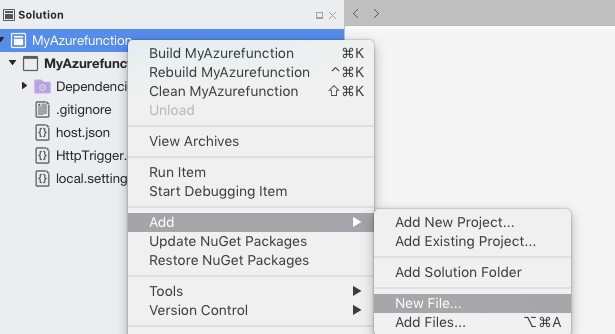 Solution
MyAzurefunction
MyAzurefunc
Dependenci
.gitignore
host.json
HttpTrigger.
local.setting
Build MyAzurefunction ⌘K
Rebuild MyAzurefunction ^⌘K
Clean MyAzurefunction ⇧⌘K
Unload
View Archives
Run Item
Start Debugging Item
Add
Update NuGet Packages
Restore NuGet Packages
Tools
Version Control
Add New Project...
Add Existing Project...
Add Solution Folder
New File...
Add Files... ⌥⌘A